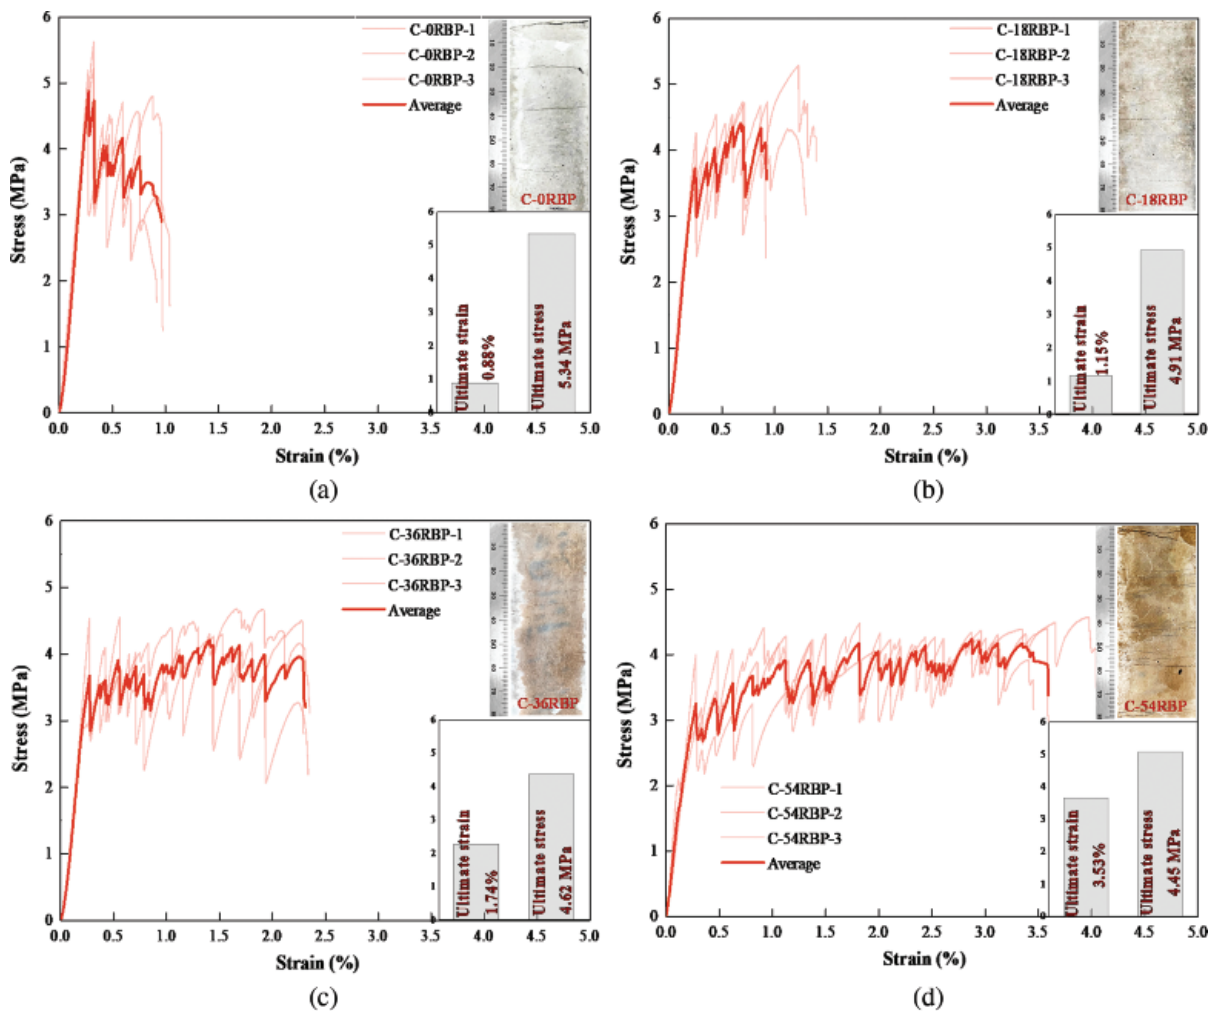 6
5
4
3
2
1
0
Stress (MPa)
0.0 0.5 1.0 1.5 2.0 2.5 3.0 3.5 4.0 4.5 5.0
Strain (%)
C-0RBP-1
C-0RBP-2
C-0RBP-3
Average
C-0RBP
6
5
4
3
2
1
0
Ultimate strain
0.88%
Ultimate stress
5.34 MPa
(a)
6
5
4
3
2
1
0
Stress (MPa)
0.0 0.5 1.0 1.5 2.0 2.5 3.0 3.5 4.0 4.5 5.0
Strain (%)
C-18RBP-1
C-18RBP-2
C-18RBP-3
Average
C-18RBP
6
5
4
3
2
1
0
Ultimate strain
1.15%
Ultimate stress
4.91 MPa
(b)
6
5
4
3
2
1
0
Stress (MPa)
0.0 0.5 1.0 1.5 2.0 2.5 3.0 3.5 4.0 4.5 5.0
Strain (%)
C-36RBP-1
C-36RBP-2
C-36RBP-3
Average
C-36RBP
6
5
4
3
2
1
0
Ultimate strain
1.74%
Ultimate stress
4.62 MPa
(c)
6
5
4
3
2
1
0
Stress (MPa)
0.0 0.5 1.0 1.5 2.0 2.5 3.0 3.5 4.0 4.5 5.0
Strain (%)
C-54RBP-1
C-54RBP-2
C-54RBP-3
Average
C-54RBP
6
5
4
3
2
1
0
Ultimate strain
3.53%
Ultimate stress
4.45 MPa
(d)